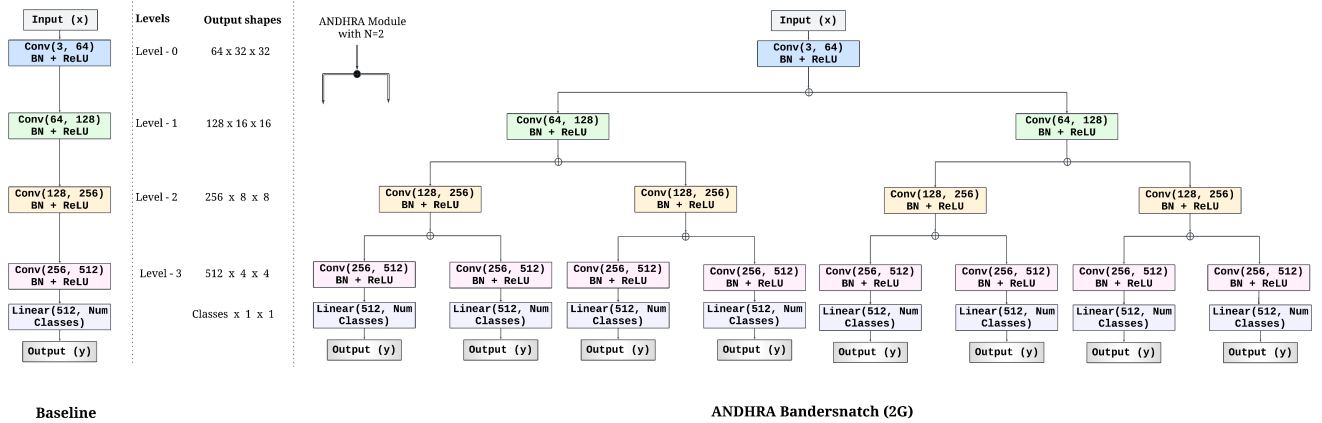 Input (x)
Conv(3, 64)
BN + ReLU
Conv(64, 128)
BN + ReLU
Conv(128, 256)
BN + ReLU
Conv(256, 512)
BN + ReLU
Linear(512, Num
Classes)
Output (y)
Baseline
Levels
Output shapes
Level - 0
64 x 32 x 32
Level - 1
128 x 16 x 16
Level - 2
256 x 8 x 8
Level - 3
512 x 4 x 4
Classes x 1 x 1
ANDHRA Module
with N=2
Input (x)
Conv(3, 64)
BN + ReLU
Conv(64, 128)
BN + ReLU
Conv(64, 128)
BN + ReLU
Conv(128, 256)
BN + ReLU
Conv(128, 256)
BN + ReLU
Conv(128, 256)
BN + ReLU
Conv(128, 256)
BN + ReLU
Conv(256, 512)
BN + ReLU
Conv(256, 512)
BN + ReLU
Conv(256, 512)
BN + ReLU
Conv(256, 512)
BN + ReLU
Conv(256, 512)
BN + ReLU
Conv(256, 512)
BN + ReLU
Conv(256, 512)
BN + ReLU
Conv(256, 512)
BN + ReLU
Linear(512, Num
Classes)
Linear(512, Num
Classes)
Linear(512, Num
Classes)
Linear(512, Num
Classes)
Linear(512, Num
Classes)
Linear(512, Num
Classes)
Linear(512, Num
Classes)
Linear(512, Num
Classes)
Output (y)
Output (y)
Output (y)
Output (y)
Output (y)
Output (y)
Output (y)
Output (y)
ANDHRA Bandersnatch (2G)